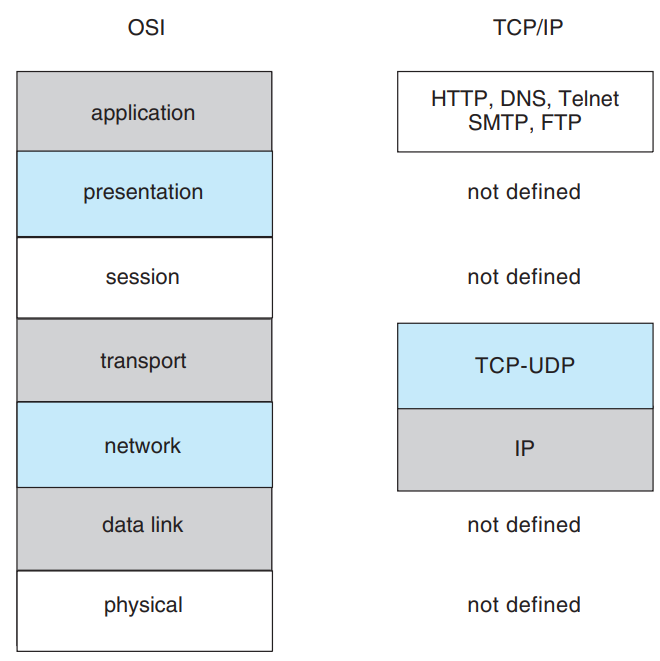 OSI
TCP/IP
application
HTTP, DNS, Telnet
SMTP, FTP
presentation
not defined
session
not defined
transport
TCP-UDP
network
IP
data link
not defined
physical
not defined